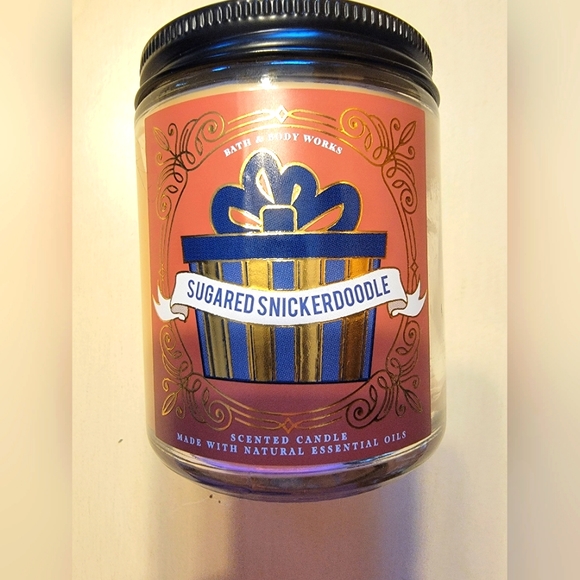 BATH & BODY WORKS
SUGARED SNICKERDOODLE
SCENTED CANDLE
MADE WITH NATURAL ESSENTIAL OILS